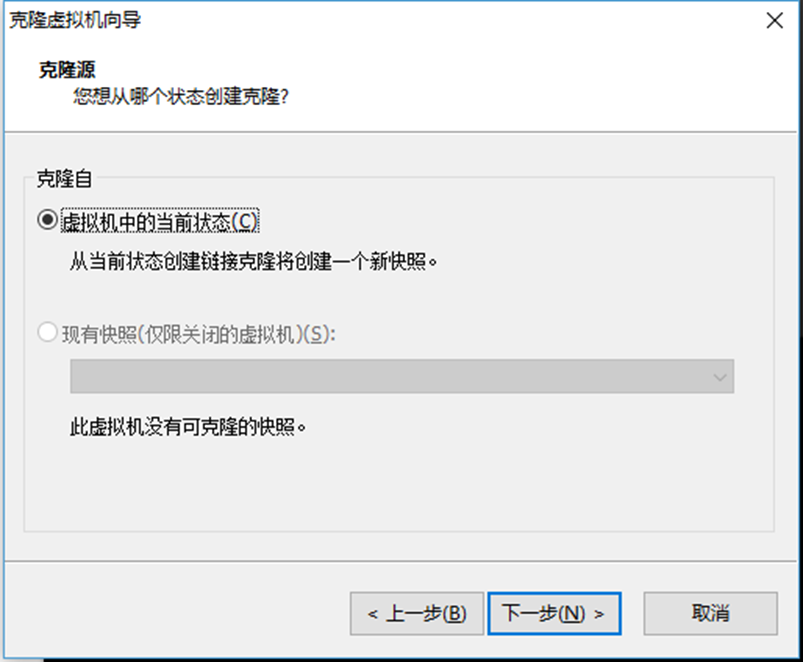 克隆虚拟机向导
克隆源
您想从哪个状态创建克隆?
克隆自
虚拟机中的当前状态(C)
从当前状态创建链接克隆将创建一个新快照。
现有快照(仅限关闭的虚拟机)(S):
此虚拟机没有可克隆的快照。
< 上一步(B) 下一步(N) > 取消